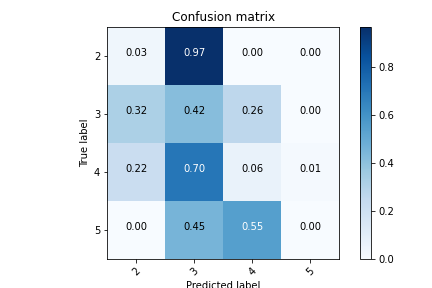 Confusion matrix
2 0.03 0.97 0.00 0.00
3 0.32 0.42 0.26 0.00
4 0.22 0.70 0.06 0.01
5 0.00 0.45 0.55 0.00
2 3 4 5
True label
Predicted label
0.8
0.6
0.4
0.2
0.0